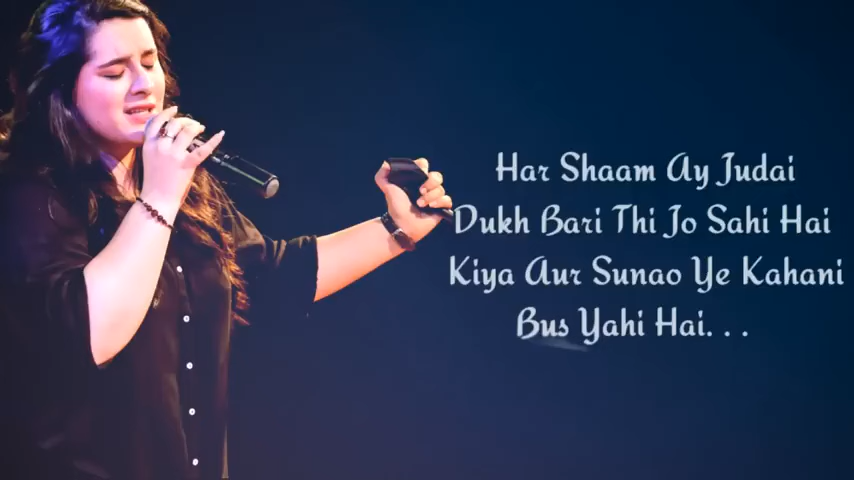 Har Shaam Ay Judai
Dukh Bari Thi Jo Sahi Hai
Kiya Aur Sunao Ye Kahani
Bus Yahi Hai. . .